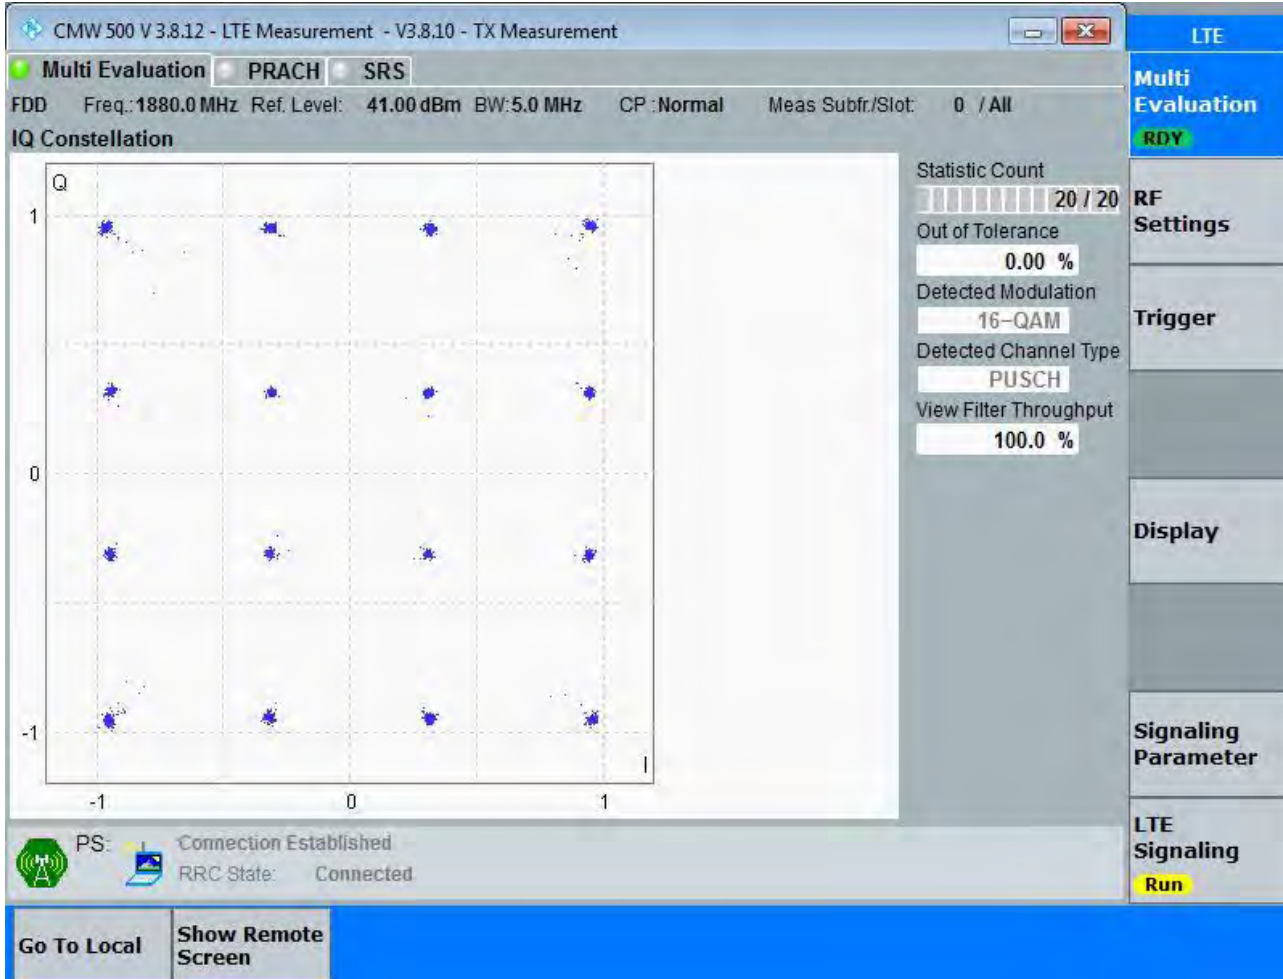 CMW 500 V 3.8.12 - LTE Measurement - V3.8.10 - TX Measurement
LTE
Multi Evaluation PRACH SRS
FDD Freq.:1880.0 MHz Ref. Level: 41.00 dBm BW:5.0 MHz CP :Normal Meas Subfr./Slot: 0 / All
IQ Constellation
Q
1
0
-1
-1 0 1
I
Statistic Count
20 / 20
Out of Tolerance
0.00 %
Detected Modulation
16-QAM
Detected Channel Type
PUSCH
View Filter Throughput
100.0 %
Multi
Evaluation
RDY
RF
Settings
Trigger
Display
Signaling
Parameter
LTE
Signaling
Run
PS: Connection Established
RRC State: Connected
Go To Local
Show Remote
Screen